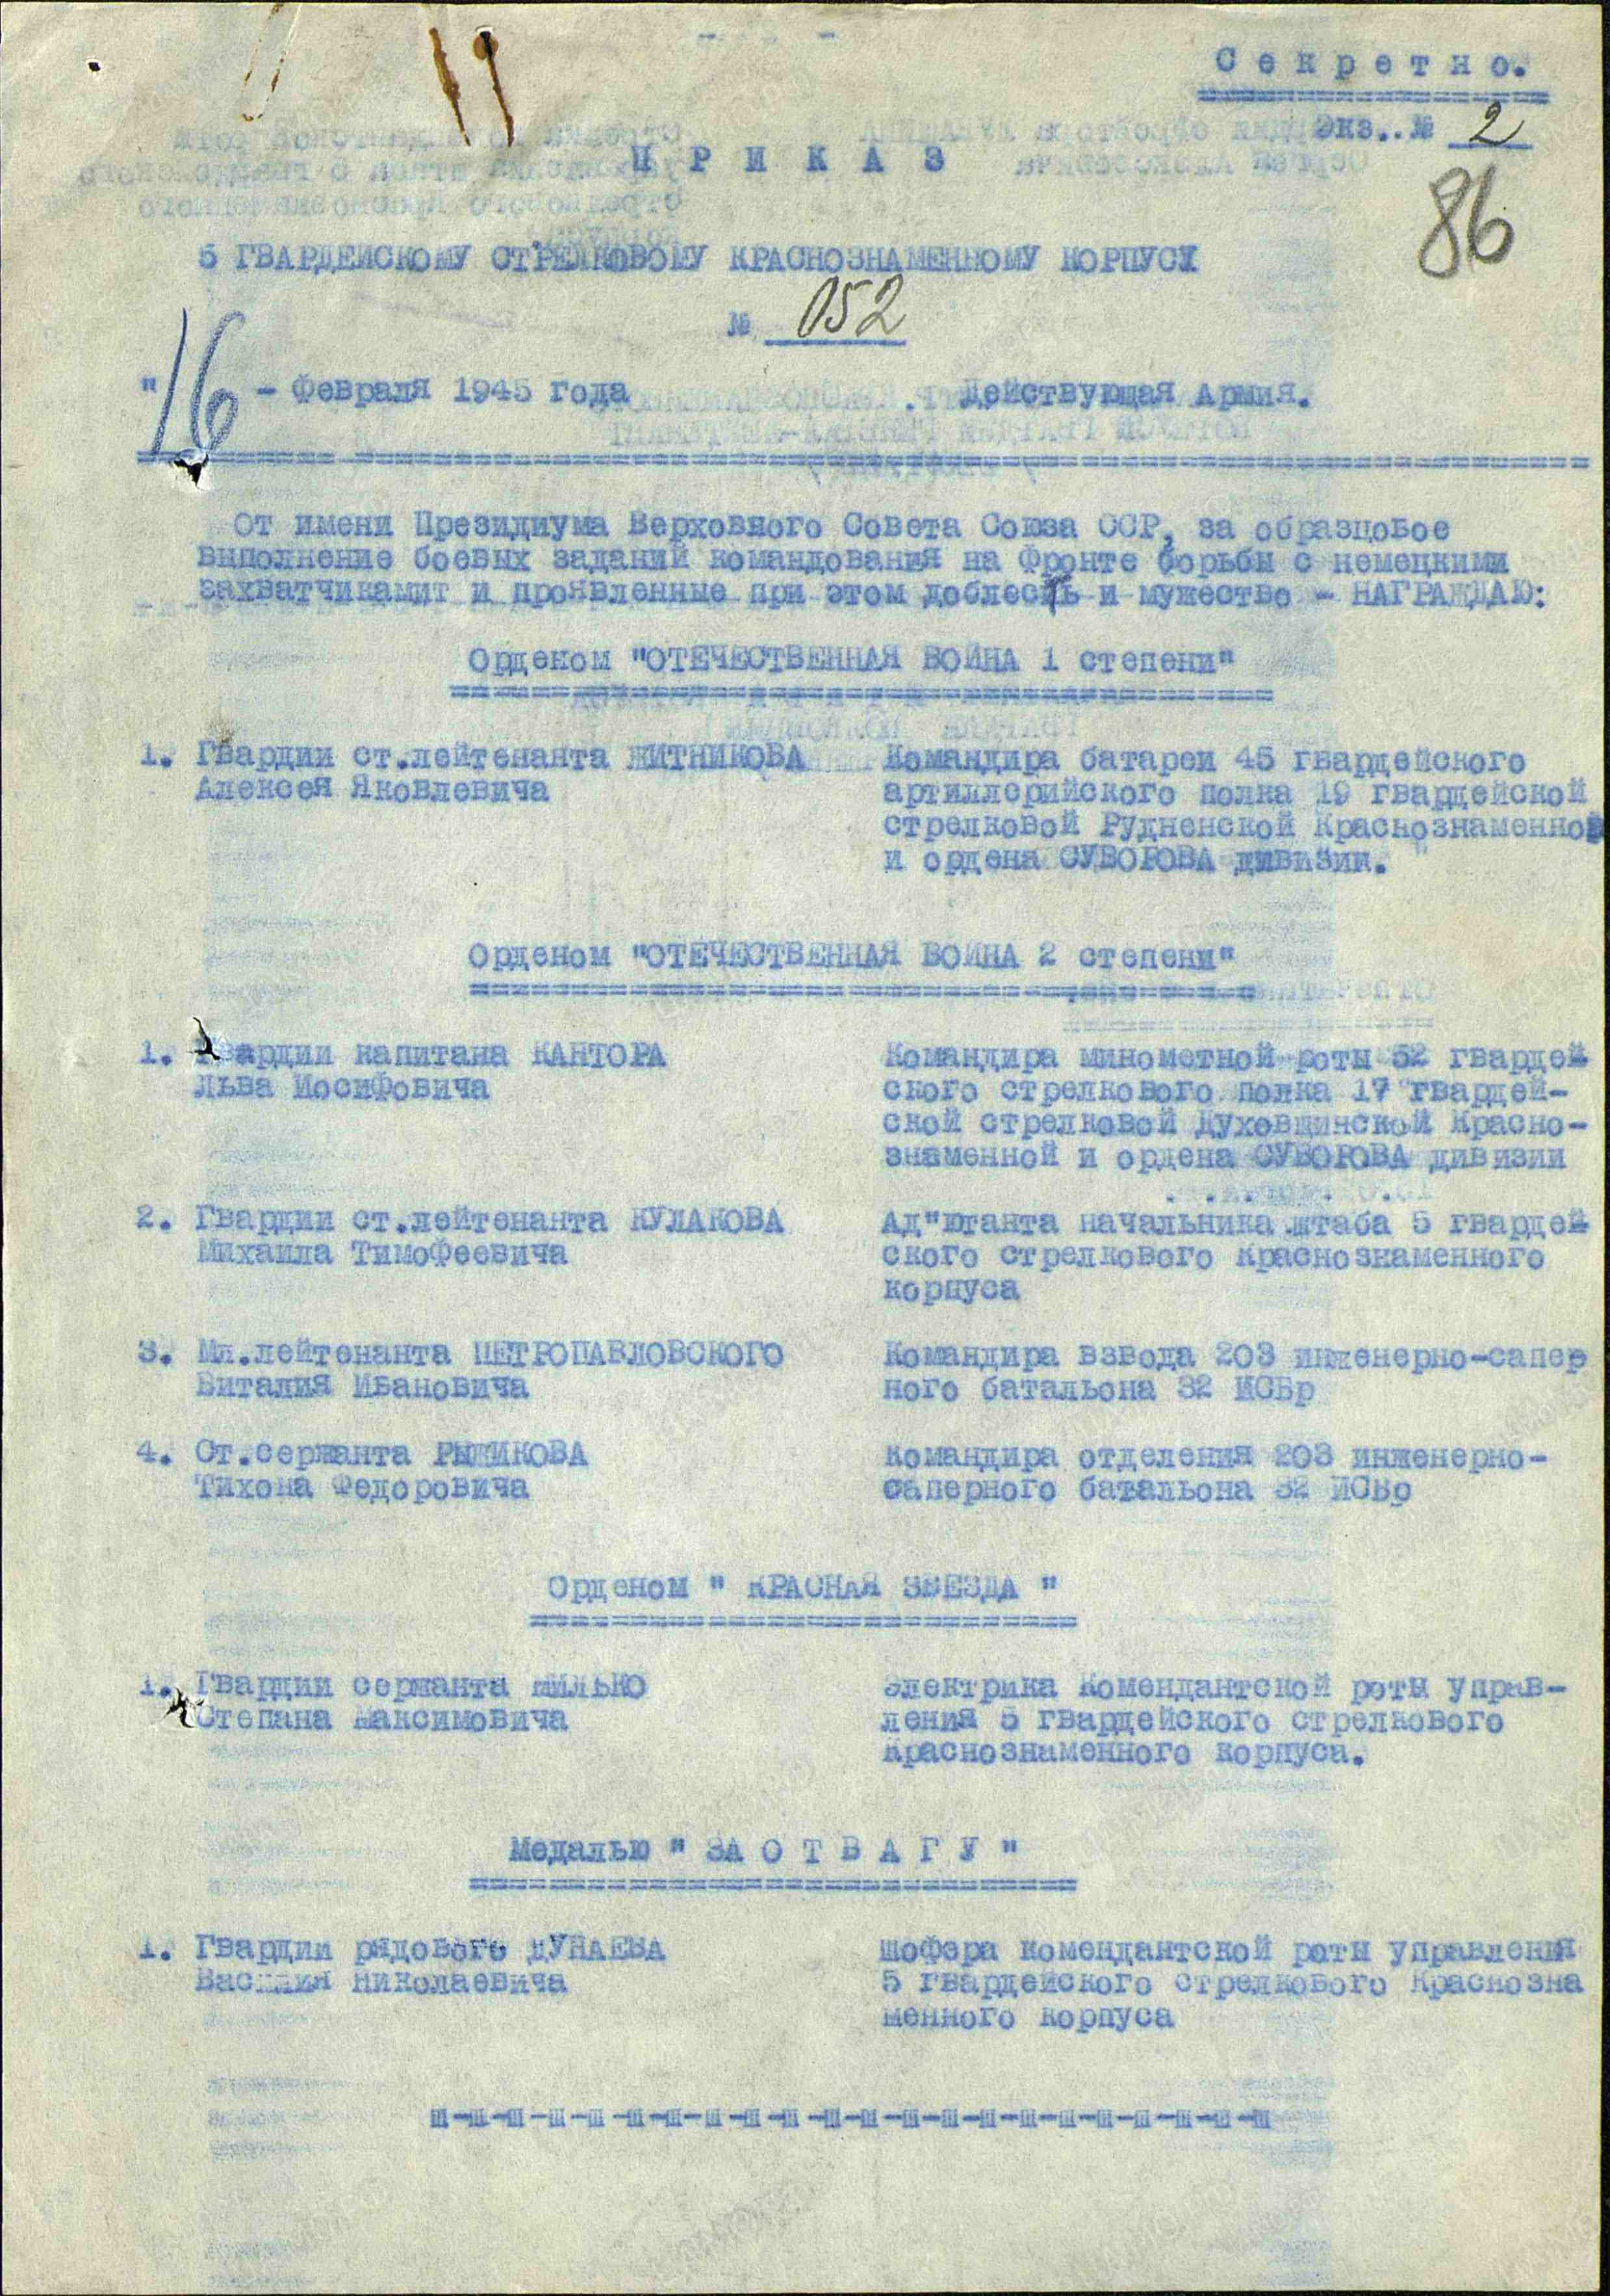 Секретно.
Экз. № 2
ПРИКАЗ
86
5 ГВАРДЕЙСКОМУ СТРЕЛКОВОМУ КРАСНОЗНАМЕННОМУ КОРПУСУ
№ 052
"16 - Февраля 1945 года Действующая Армия.
От имени Президиума Верховного Совета Союза ССР, за образцовое
выполнение боевых заданий командования на Фронте борьбы с немецкими
захватчикамит и проявленные при этом доблесть и мужество - НАГРАЖДАЮ:
Орденом "ОТЕЧЕСТВЕННАЯ ВОЙНА 1 степени"
1. Гвардии ст.лейтенанта ЖИТНИКОВА Командира батареи 45 гвардейского
Алексея Яковлевича артиллерийского полка 19 гвардейской
стрелковой Рудненской Краснознаменной
и ордена СУВОРОВА дивизии.
Орденом "ОТЕЧЕСТВЕННАЯ ВОЙНА 2 степени"
1. Гвардии капитана КАНТОРА Командира минометной роты 52 гвардей
Льва Иосифовича ского стрелкового полка 17 гвардей-
ской стрелковой Духовщинской Красно-
знаменной и ордена СУВОРОВА дивизии
2. Гвардии ст.лейтенанта КУЛАКОВА Ад"ютанта начальника штаба 5 гвардей
Михаила Тимофеевича ского стрелкового Краснознаменного
корпуса
3. Мл.лейтенанта ПЕТРОПАВЛОВСКОГО Командира взвода 203 инженерно-сапер
Виталия Ивановича ного батальона 32 ИСБр
4. Ст.сержанта РЫЖИКОВА Командира отделения 203 инженерно-
Тихона Федоровича саперного батальона 32 ИСБр
Орденом " КРАСНАЯ ЗВЕЗДА "
1. Гвардии сержанта ШИЛЬКО Электрика Комендантской роты управ-
Степана Максимовича ления 5 гвардейского стрелкового
Краснознаменного корпуса.
Медалью " ЗА О Т В А Г У "
1. Гвардии рядового ДУНАЕВА Шофера комендантской роты управления
Василия Николаевича 5 гвардейского стрелкового Краснозна
менного корпуса